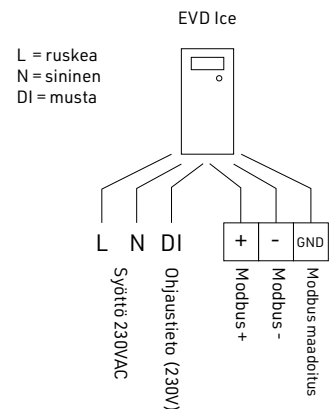 EVD Ice
L = ruskea
N = sininen
DI = musta
L N DI + - GND
Syöttö 230VAC
Ohjaustieto (230V)
Modbus +
Modbus -
Modbus maadoitus